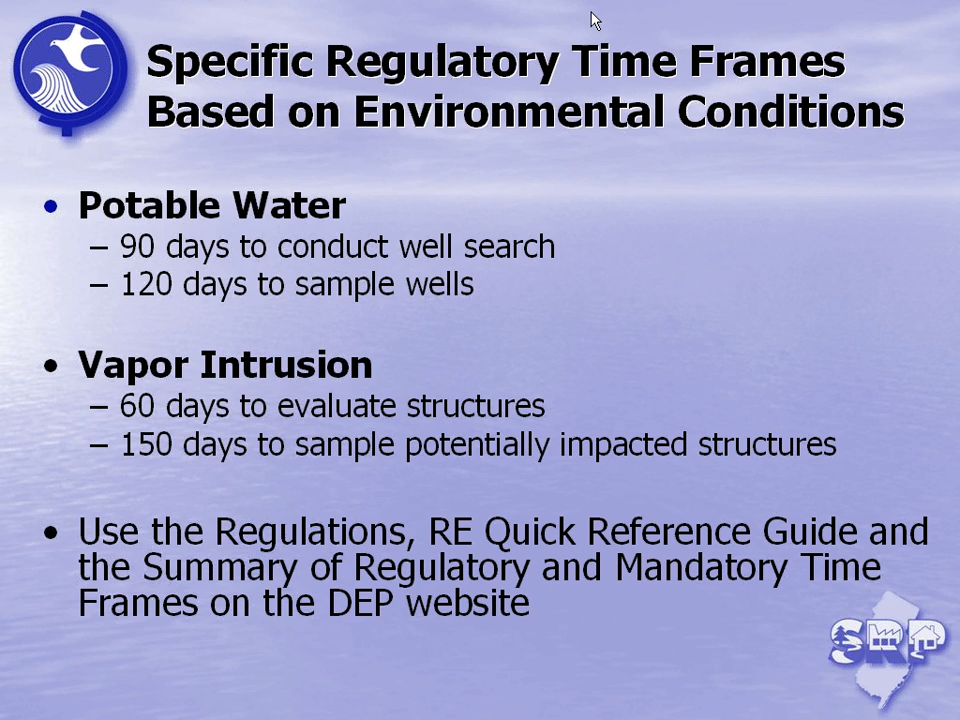 Specific Regulatory Time Frames
Based on Environmental Conditions
• Potable Water
– 90 days to conduct well search
– 120 days to sample wells
• Vapor Intrusion
– 60 days to evaluate structures
– 150 days to sample potentially impacted structures
• Use the Regulations, RE Quick Reference Guide and
the Summary of Regulatory and Mandatory Time
Frames on the DEP website
SRP